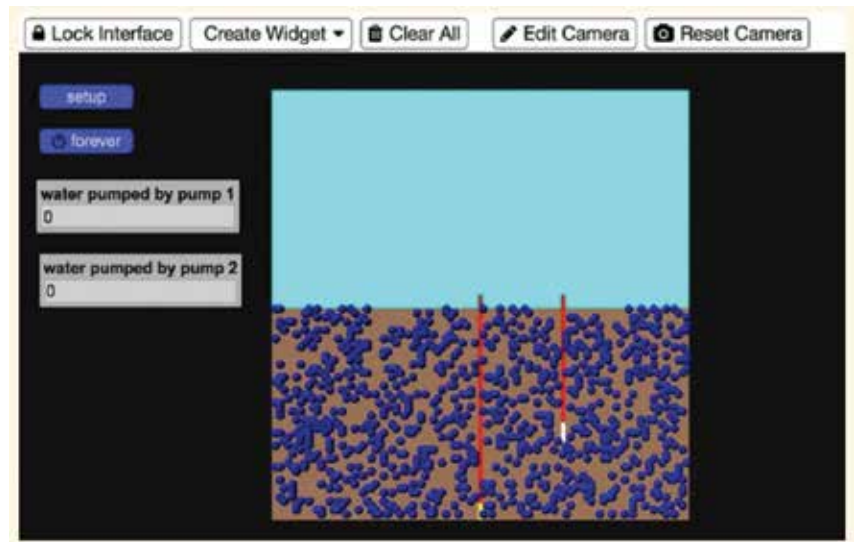 Lock Interface Create Widget Clear All Edit Camera Reset Camera
setup
forever
water pumped by pump 1
0
water pumped by pump 2
0